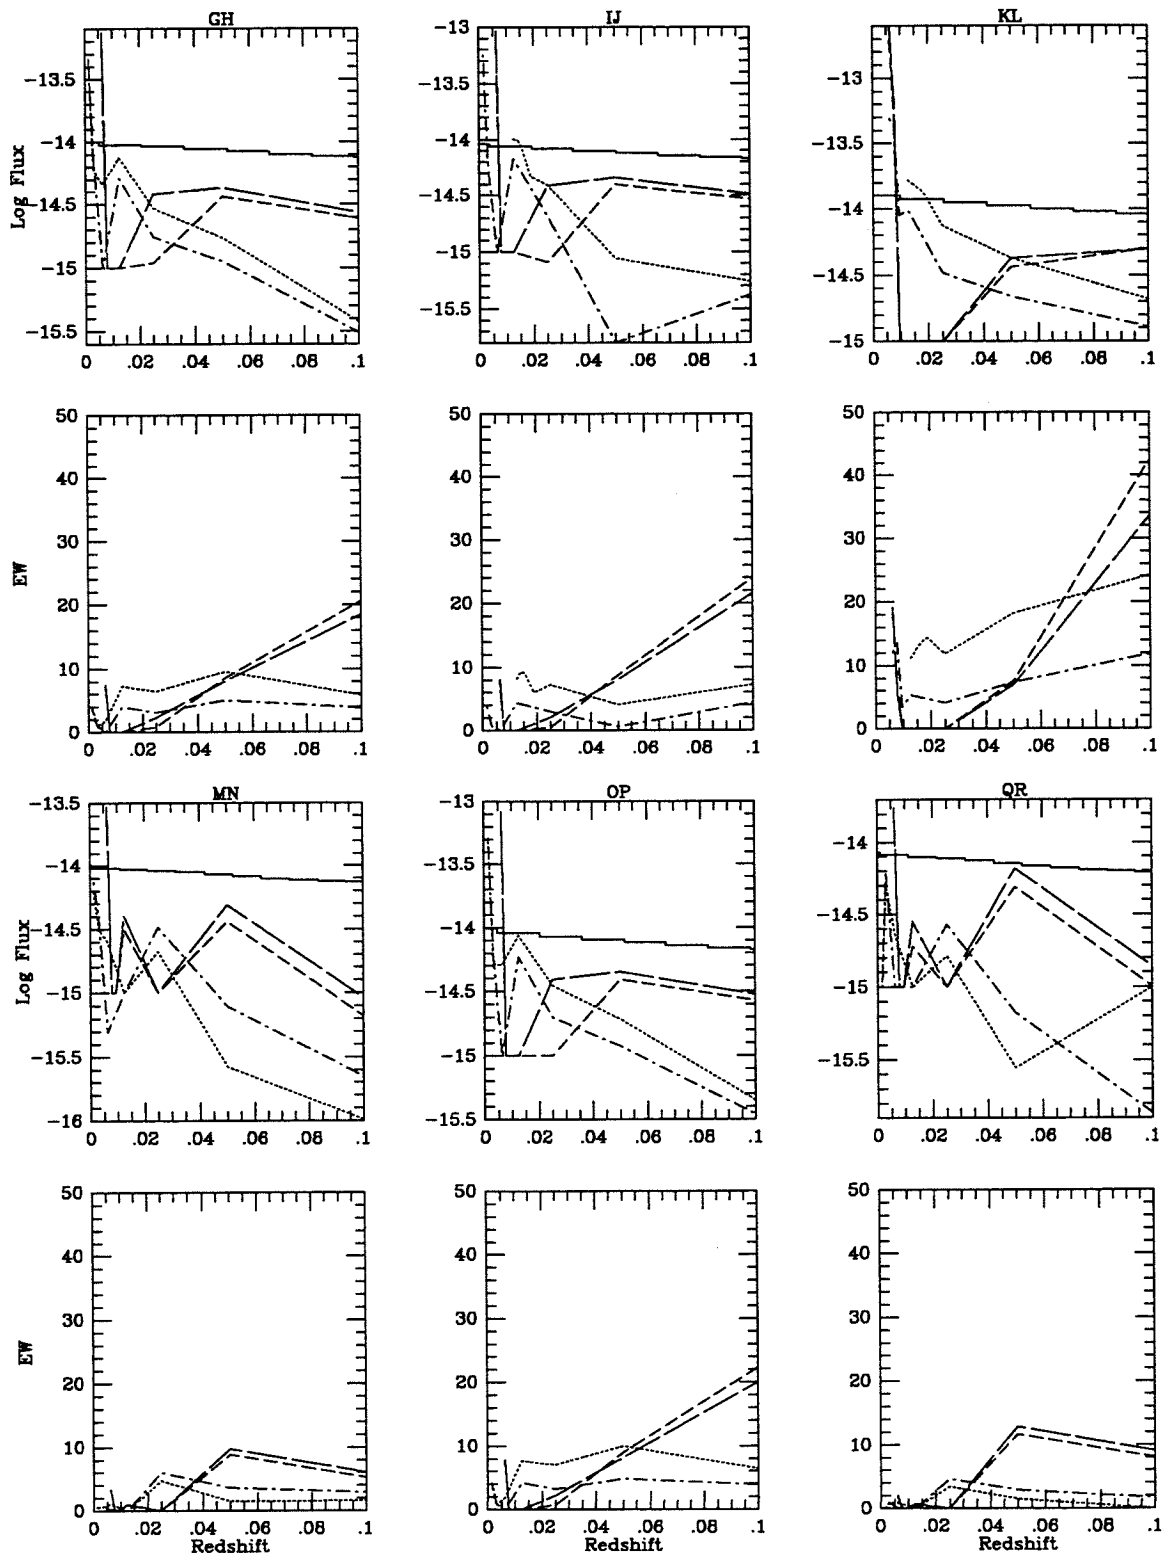 GH IJ KL
-13.5 -14 -14.5 -15 -15.5
Log Flux
0 .02 .04 .06 .08 .1
-13 -13.5 -14 -14.5 -15 -15.5
0 .02 .04 .06 .08 .1
-13 -13.5 -14 -14.5 -15
0 .02 .04 .06 .08 .1
50 40 30 20 10 0
EW
0 .02 .04 .06 .08 .1
50 40 30 20 10 0
0 .02 .04 .06 .08 .1
50 40 30 20 10 0
0 .02 .04 .06 .08 .1
MN OP QR
-13.5 -14 -14.5 -15 -15.5 -16
Log Flux
0 .02 .04 .06 .08 .1
-13 -13.5 -14 -14.5 -15 -15.5
0 .02 .04 .06 .08 .1
-14 -14.5 -15 -15.5
0 .02 .04 .06 .08 .1
50 40 30 20 10 0
EW
0 .02 .04 .06 .08 .1
Redshift
50 40 30 20 10 0
0 .02 .04 .06 .08 .1
Redshift
50 40 30 20 10 0
0 .02 .04 .06 .08 .1
Redshift